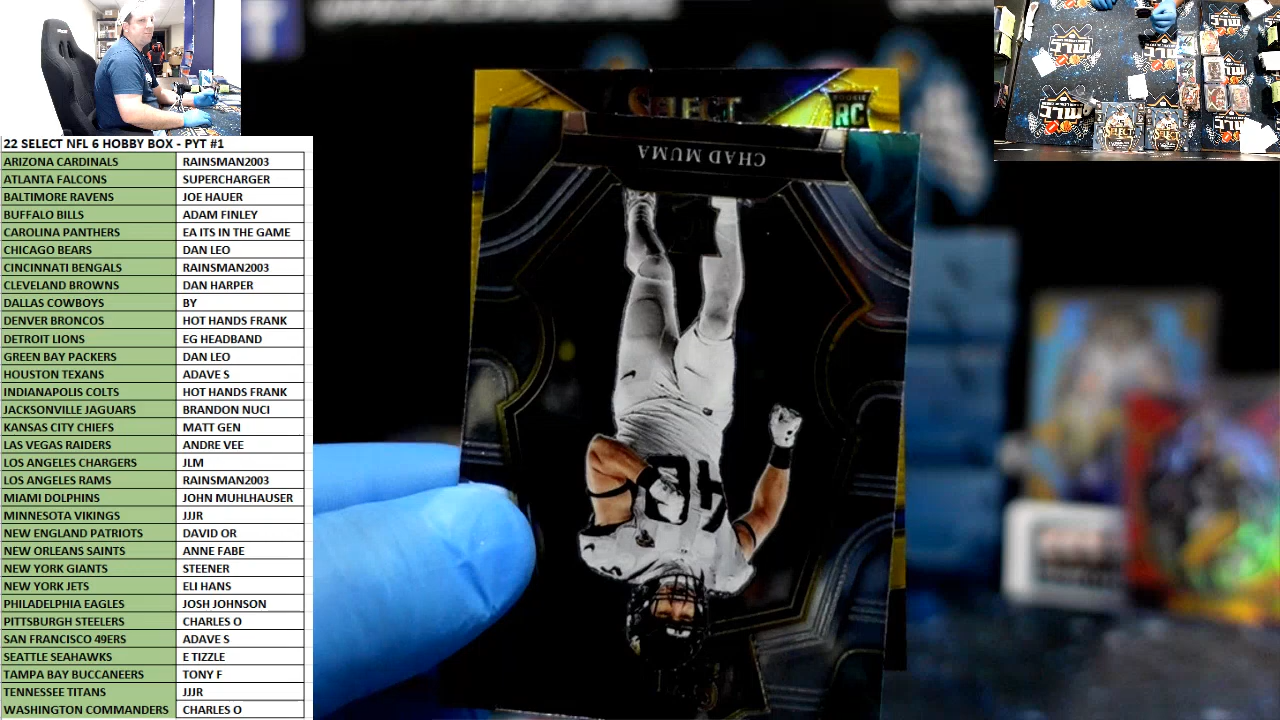 22 SELECT NFL 6 HOBBY BOX - PYT #1
ARIZONA CARDINALS RAINSMAN2003
ATLANTA FALCONS SUPERCHARGER
BALTIMORE RAVENS JOE HAUER
BUFFALO BILLS ADAM FINLEY
CAROLINA PANTHERS EA ITS IN THE GAME
CHICAGO BEARS DAN LEO
CINCINNATI BENGALS RAINSMAN2003
CLEVELAND BROWNS DAN HARPER
DALLAS COWBOYS BY
DENVER BRONCOS HOT HANDS FRANK
DETROIT LIONS EG HEADBAND
GREEN BAY PACKERS DAN LEO
HOUSTON TEXANS ADAVE S
INDIANAPOLIS COLTS HOT HANDS FRANK
JACKSONVILLE JAGUARS BRANDON NUCI
KANSAS CITY CHIEFS MATT GEN
LAS VEGAS RAIDERS ANDRE VEE
LOS ANGELES CHARGERS JLM
LOS ANGELES RAMS RAINSMAN2003
MIAMI DOLPHINS JOHN MUHLHAUSER
MINNESOTA VIKINGS JJJR
NEW ENGLAND PATRIOTS DAVID OR
NEW ORLEANS SAINTS ANNE FABE
NEW YORK GIANTS STEENER
NEW YORK JETS ELI HANS
PHILADELPHIA EAGLES JOSH JOHNSON
PITTSBURGH STEELERS CHARLES O
SAN FRANCISCO 49ERS ADAVE S
SEATTLE SEAHAWKS E TIZZLE
TAMPA BAY BUCCANEERS TONY F
TENNESSEE TITANS JJJR
WASHINGTON COMMANDERS CHARLES O
SELECT
RC
CHAD MUMA
48